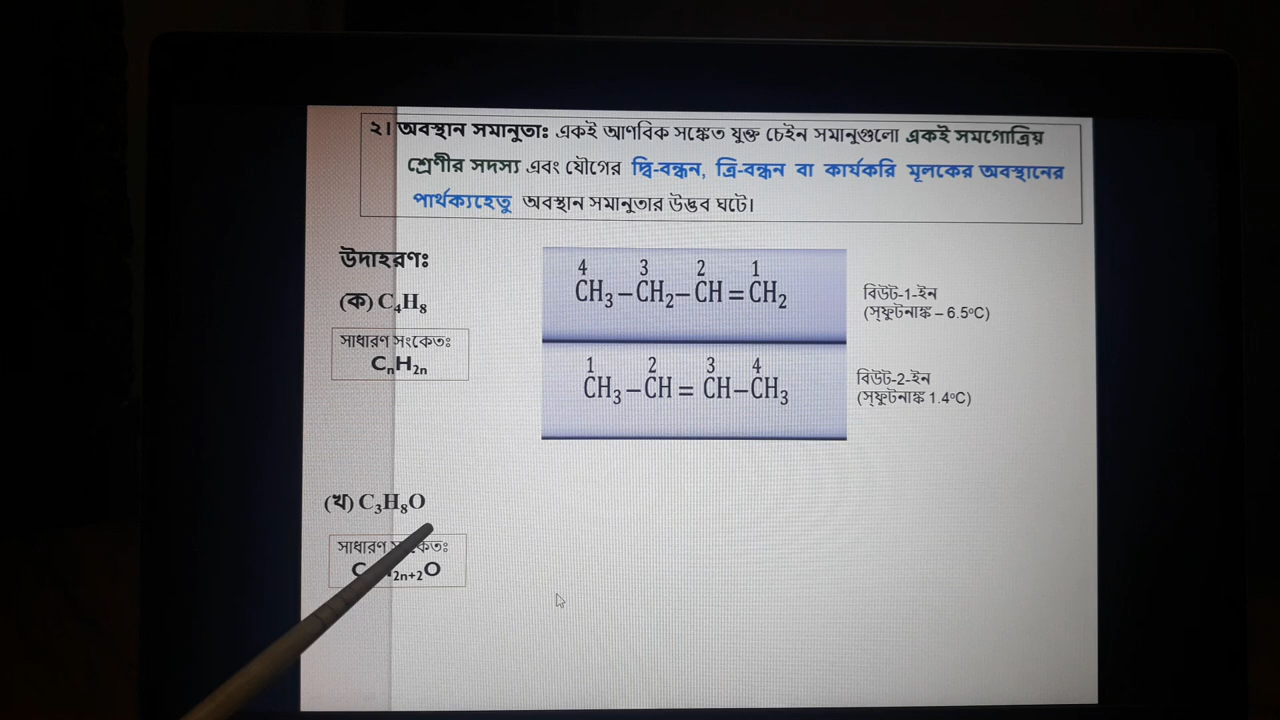 ২। অবস্থান সমানুতাঃ একই আণবিক সঙ্কেত যুক্ত চেইন সমানুগুলো একই সমগোত্রিয়
শ্রেণীর সদস্য এবং যৌগের দ্বি-বন্ধন, ত্রি-বন্ধন বা কার্যকরি মূলকের অবস্থানের
পার্থক্যহেতু অবস্থান সমানুতার উদ্ভব ঘটে।
উদাহরণঃ
(ক) C₄H₈
সাধারণ সংকেতঃ
CₙH₂ₙ
4 3 2 1
CH₃–CH₂–CH=CH₂
বিউট-1-ইন
(স্ফুটনাঙ্ক – 6.5°C)
1 2 3 4
CH₃–CH=CH–CH₃
বিউট-2-ইন
(স্ফুটনাঙ্ক 1.4°C)
(খ) C₃H₈O
সাধারণ
C ₂ₙ₊₂O